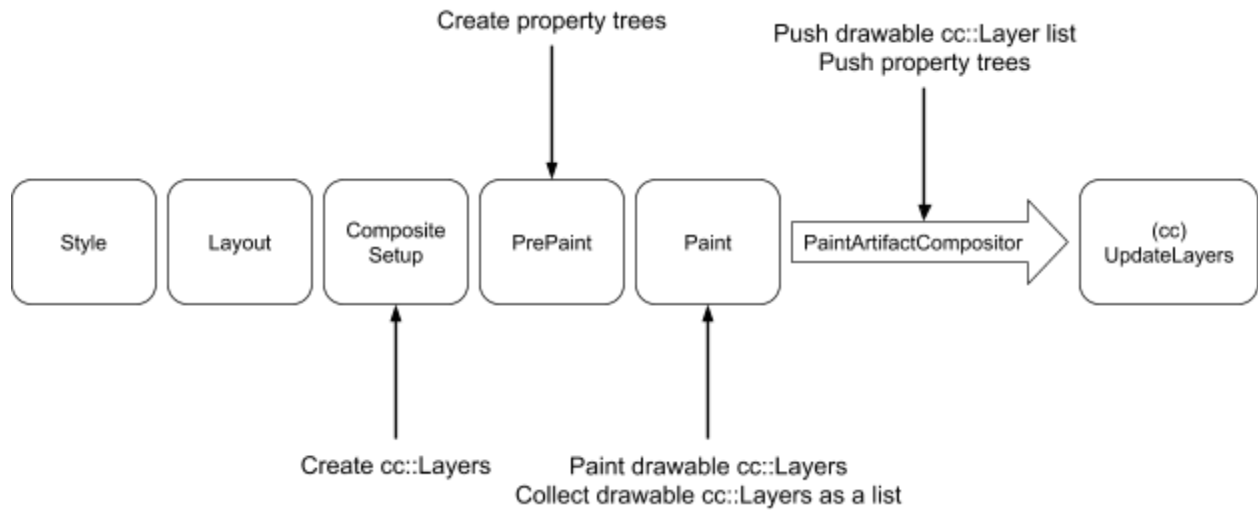 Create property trees
Push drawable cc::Layer list
Push property trees
Style
Layout
Composite
Setup
PrePaint
Paint
PaintArtifactCompositor
(cc)
UpdateLayers
Create cc::Layers
Paint drawable cc::Layers
Collect drawable cc::Layers as a list